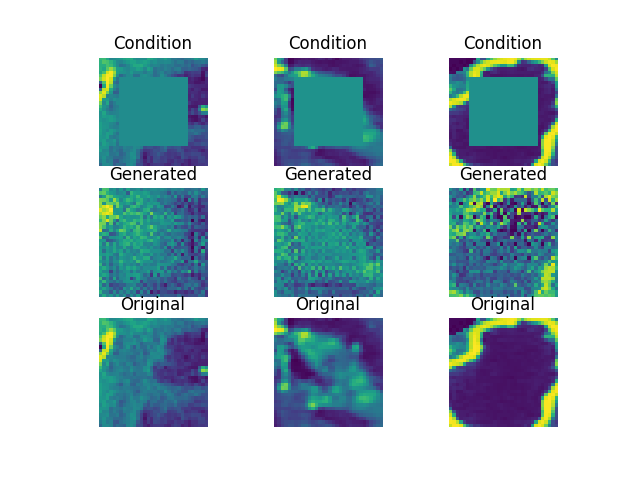 Condition Condition Condition
Generated Generated Generated
Original Original Original